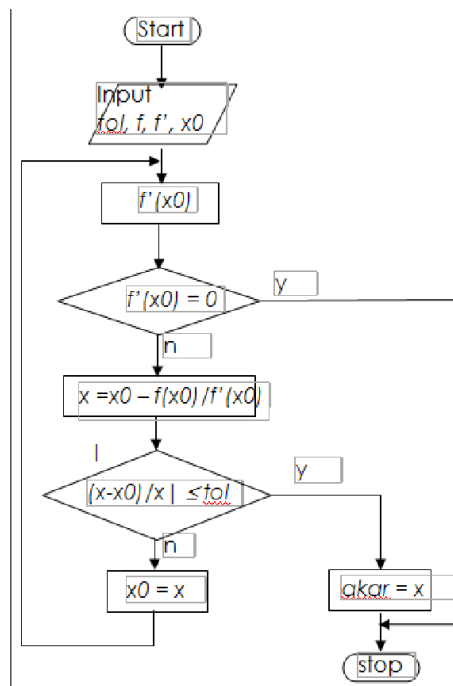 Start
Input
tol, f, f', x0
f'(x0)
f'(x0) = 0
y
n
x =x0 – f(x0)/f'(x0)
|
(x-x0)/x | ≤tol
y
n
x0 = x
akar = x
stop